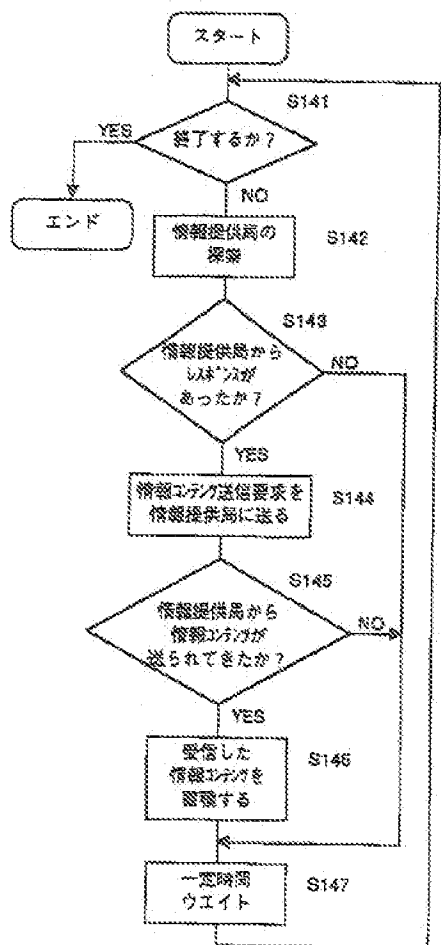 スタート
S141
終了するか?
YES
エンド
NO
情報提供局の
探索
S142
S143
情報提供局から
レスポンスが
あったか?
NO
YES
情報コンテンツ送信要求を
情報提供局に送る
S144
S145
情報提供局から
情報コンテンツが
送られてきたか?
NO
YES
受信した
情報コンテンツを
蓄積する
S146
一定時間
ウエイト
S147